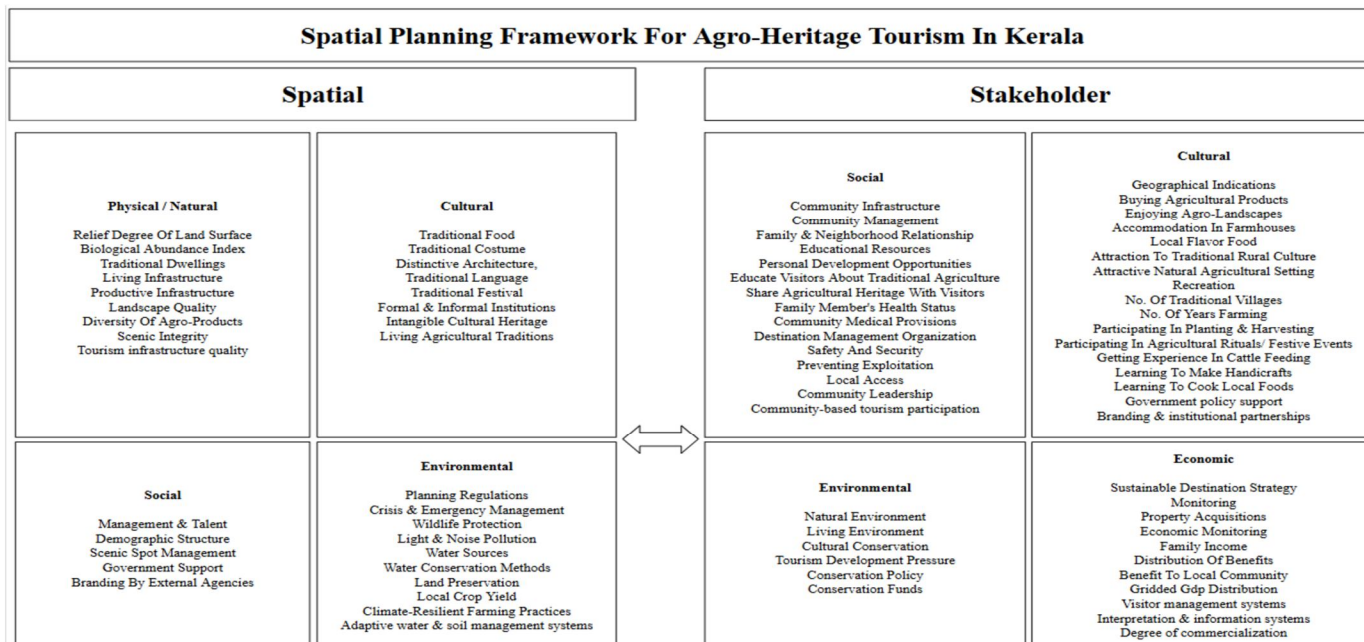 Spatial Planning Framework For Agro-Heritage Tourism In Kerala
Spatial
Physical / Natural
Relief Degree Of Land Surface
Biological Abundance Index
Traditional Dwellings
Living Infrastructure
Productive Infrastructure
Landscape Quality
Diversity Of Agro-Products
Scenic Integrity
Tourism infrastructure quality
Cultural
Traditional Food
Traditional Costume
Distinctive Architecture,
Traditional Language
Traditional Festival
Formal & Informal Institutions
Intangible Cultural Heritage
Living Agricultural Traditions
Social
Management & Talent
Demographic Structure
Scenic Spot Management
Government Support
Branding By External Agencies
Environmental
Planning Regulations
Crisis & Emergency Management
Wildlife Protection
Light & Noise Pollution
Water Sources
Water Conservation Methods
Land Preservation
Local Crop Yield
Climate-Resilient Farming Practices
Adaptive water & soil management systems
Stakeholder
Social
Community Infrastructure
Community Management
Family & Neighborhood Relationship
Educational Resources
Personal Development Opportunities
Educate Visitors About Traditional Agriculture
Share Agricultural Heritage With Visitors
Family Member's Health Status
Community Medical Provisions
Destination Management Organization
Safety And Security
Preventing Exploitation
Local Access
Community Leadership
Community-based tourism participation
Cultural
Geographical Indications
Buying Agricultural Products
Enjoying Agro-Landscapes
Accommodation In Farmhouses
Local Flavor Food
Attraction To Traditional Rural Culture
Attractive Natural Agricultural Setting
Recreation
No. Of Traditional Villages
No. Of Years Farming
Participating In Planting & Harvesting
Participating In Agricultural Rituals/ Festive Events
Getting Experience In Cattle Feeding
Learning To Make Handicrafts
Learning To Cook Local Foods
Government policy support
Branding & institutional partnerships
Environmental
Natural Environment
Living Environment
Cultural Conservation
Tourism Development Pressure
Conservation Policy
Conservation Funds
Economic
Sustainable Destination Strategy
Monitoring
Property Acquisitions
Economic Monitoring
Family Income
Distribution Of Benefits
Benefit To Local Community
Gridded Gdp Distribution
Visitor management systems
Interpretation & information systems
Degree of commercialization